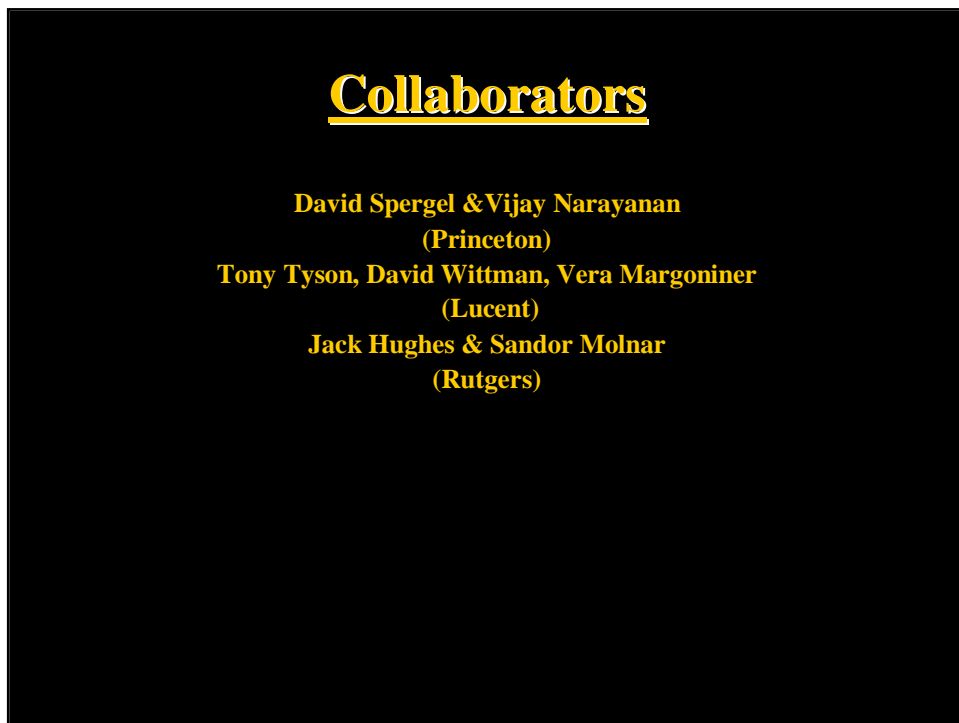 Collaborators
David Spergel &Vijay Narayanan
(Princeton)
Tony Tyson, David Wittman, Vera Margoniner
(Lucent)
Jack Hughes & Sandor Molnar
(Rutgers)